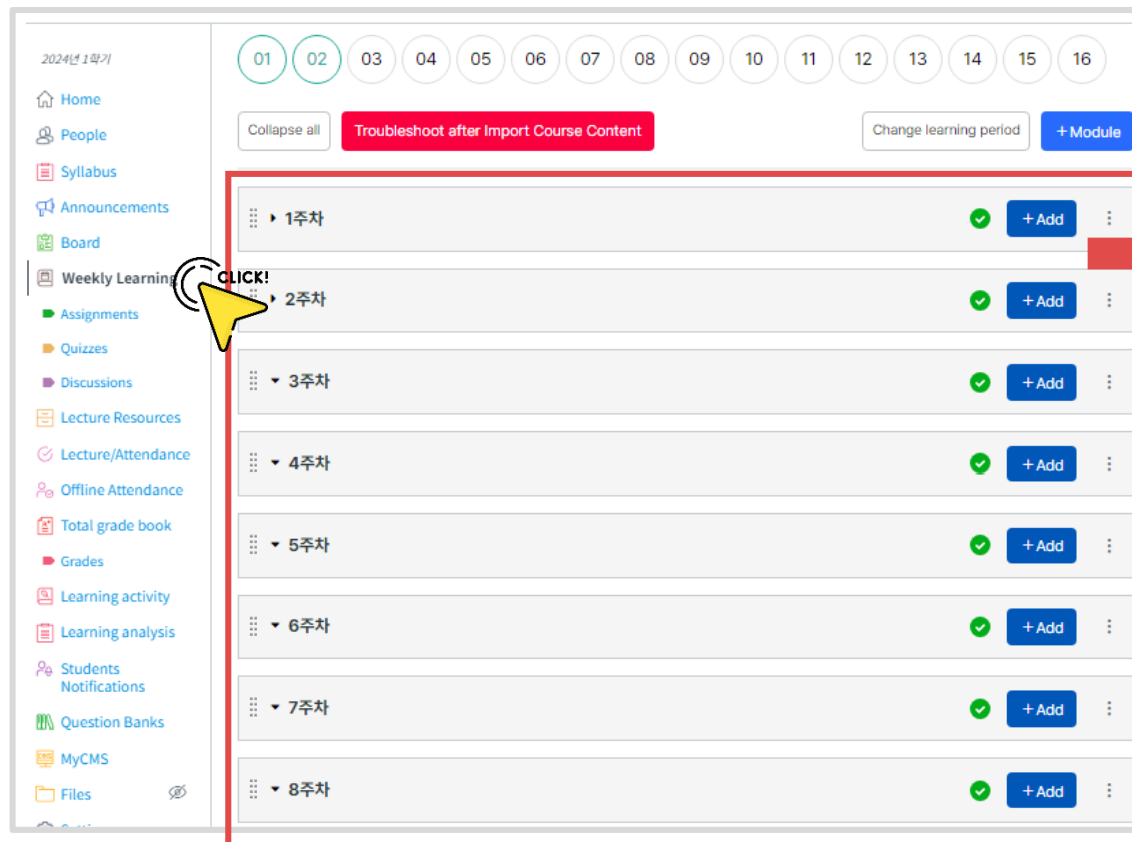 2024년 1학기
01 02 03 04 05 06 07 08 09 10 11 12 13 14 15 16
Home
Collapse all Troubleshoot after Import Course Content Change learning period +Module
People
Syllabus
Announcements
Board
Weekly Learning
CLICK!
Assignments
Quizzes
Discussions
Lecture Resources
Lecture/Attendance
Offline Attendance
Total grade book
Grades
Learning activity
Learning analysis
Students
Notifications
Question Banks
MyCMS
Files
1주차 +Add
2주차 +Add
3주차 +Add
4주차 +Add
5주차 +Add
6주차 +Add
7주차 +Add
8주차 +Add